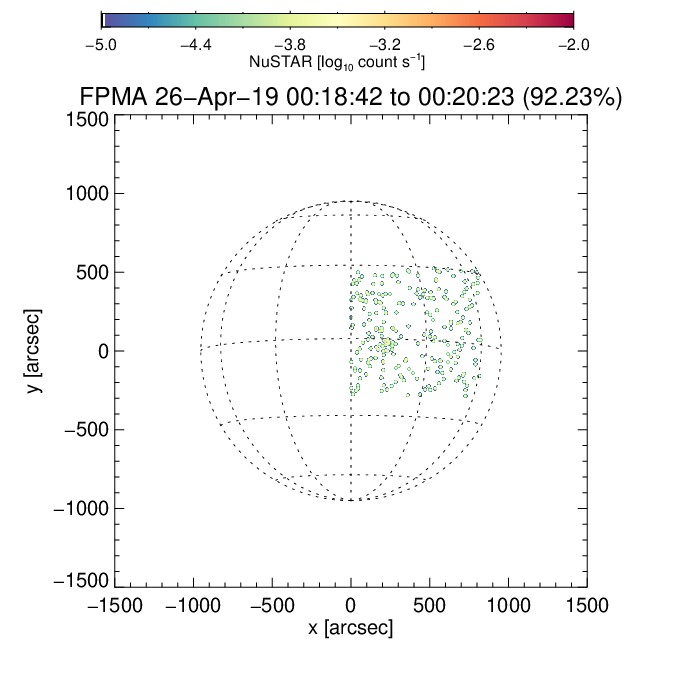 −5.0 −4.4 −3.8 −3.2 −2.6 −2.0
NuSTAR [log₁₀ count s⁻¹]
FPMA 26−Apr−19 00:18:42 to 00:20:23 (92.23%)
1500
1000
500
0
−500
−1000
−1500
y [arcsec]
−1500 −1000 −500 0 500 1000 1500
x [arcsec]